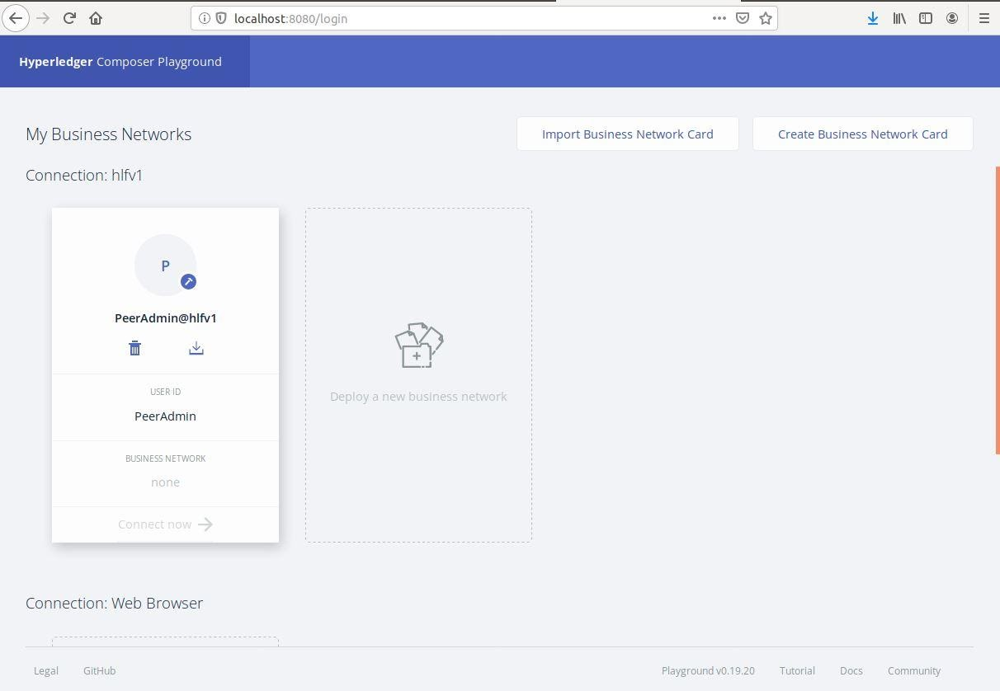 localhost:8080/login
Hyperledger Composer Playground
My Business Networks
Import Business Network Card
Create Business Network Card
Connection: hlfv1
P
PeerAdmin@hlfv1
USER ID
PeerAdmin
BUSINESS NETWORK
none
Connect now
Deploy a new business network
Connection: Web Browser
Legal GitHub Playground v0.19.20 Tutorial Docs Community